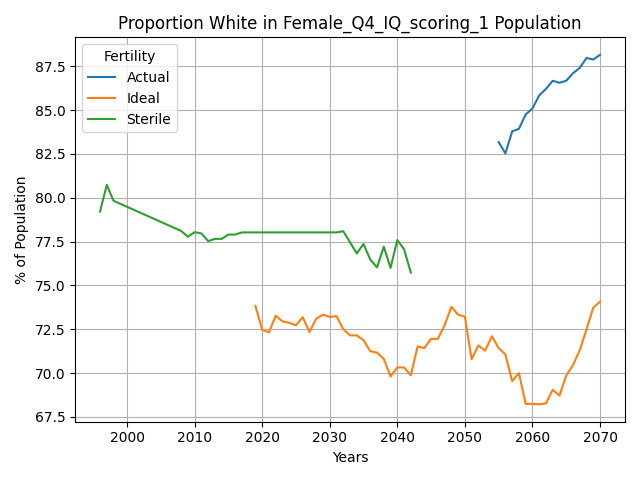 Proportion White in Female_Q4_IQ_scoring_1 Population
Fertility
Actual
Ideal
Sterile
% of Population
87.5
85.0
82.5
80.0
77.5
75.0
72.5
70.0
67.5
2000 2010 2020 2030 2040 2050 2060 2070
Years